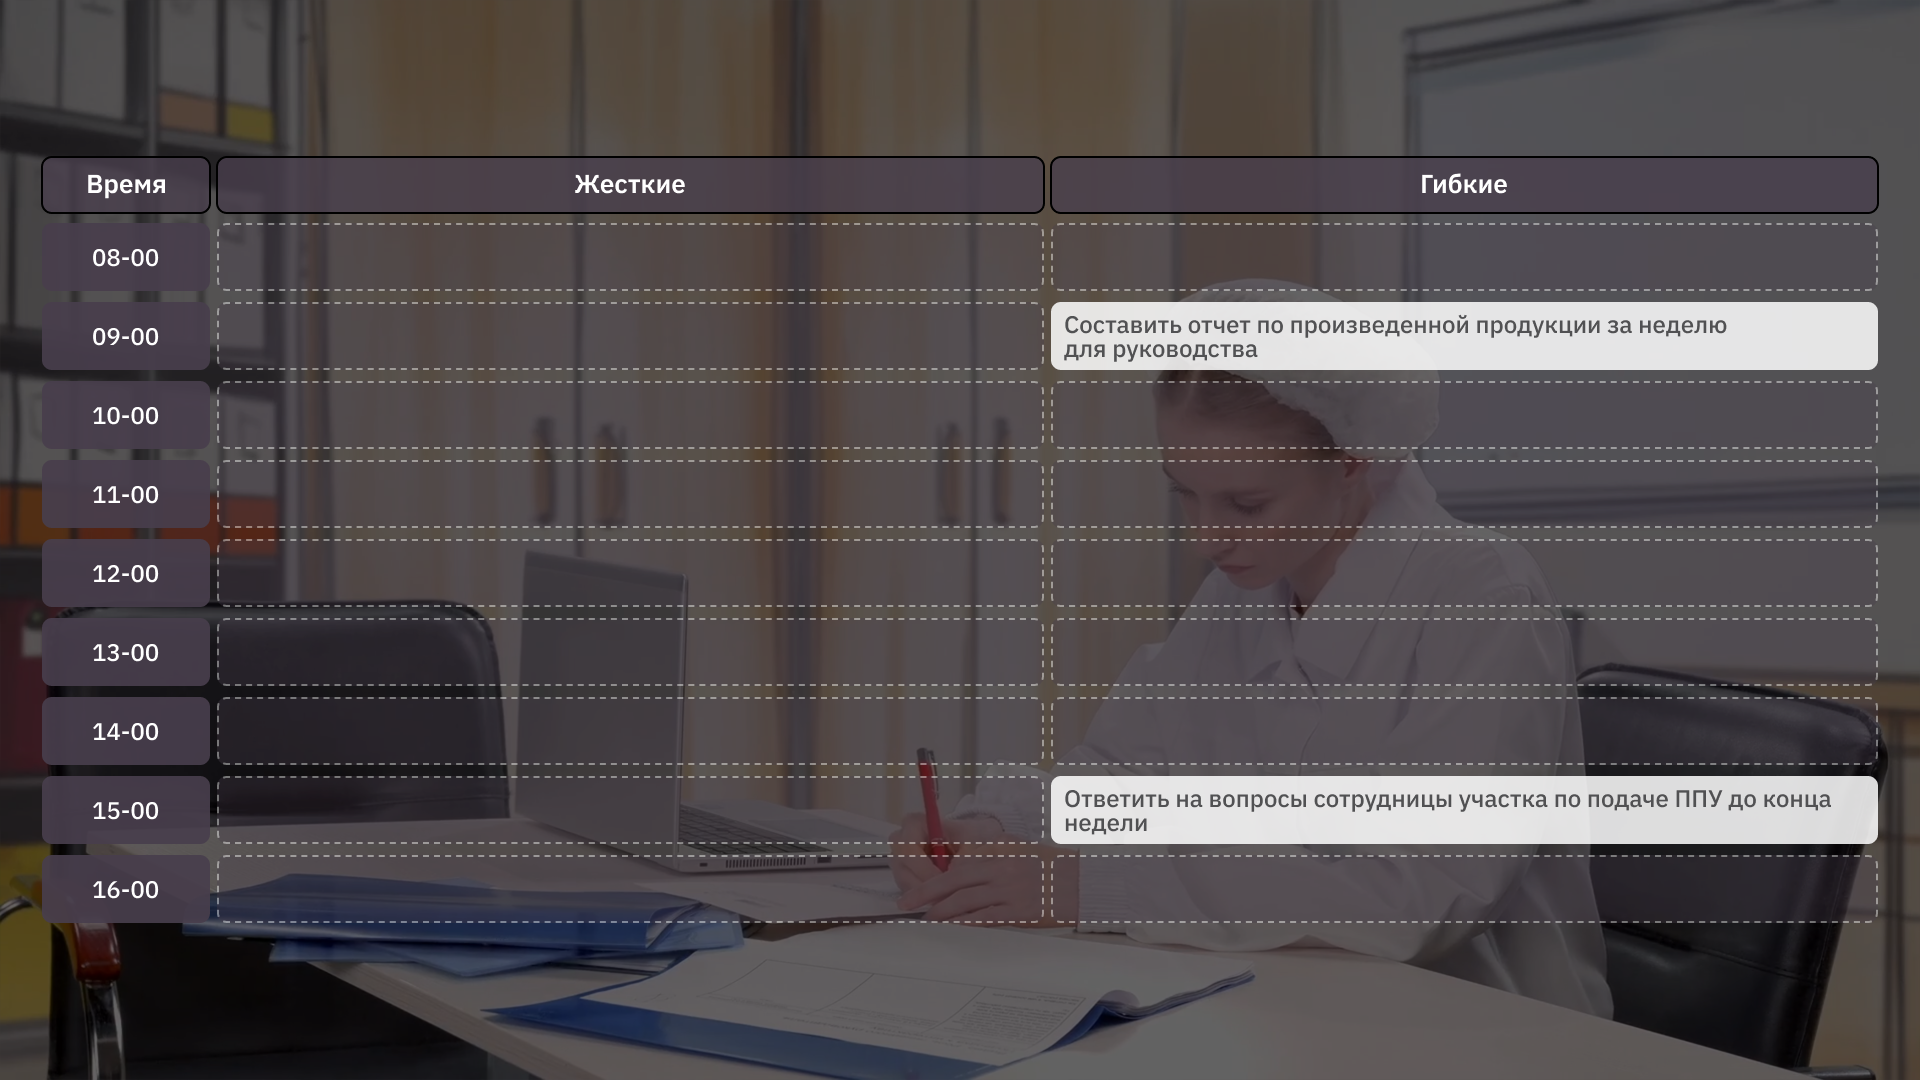 Время
Жесткие
Гибкие
08-00
09-00
Составить отчет по произведенной продукции за неделю
для руководства
10-00
11-00
12-00
13-00
14-00
15-00
Ответить на вопросы сотрудницы участка по подаче ППУ до конца
недели
16-00